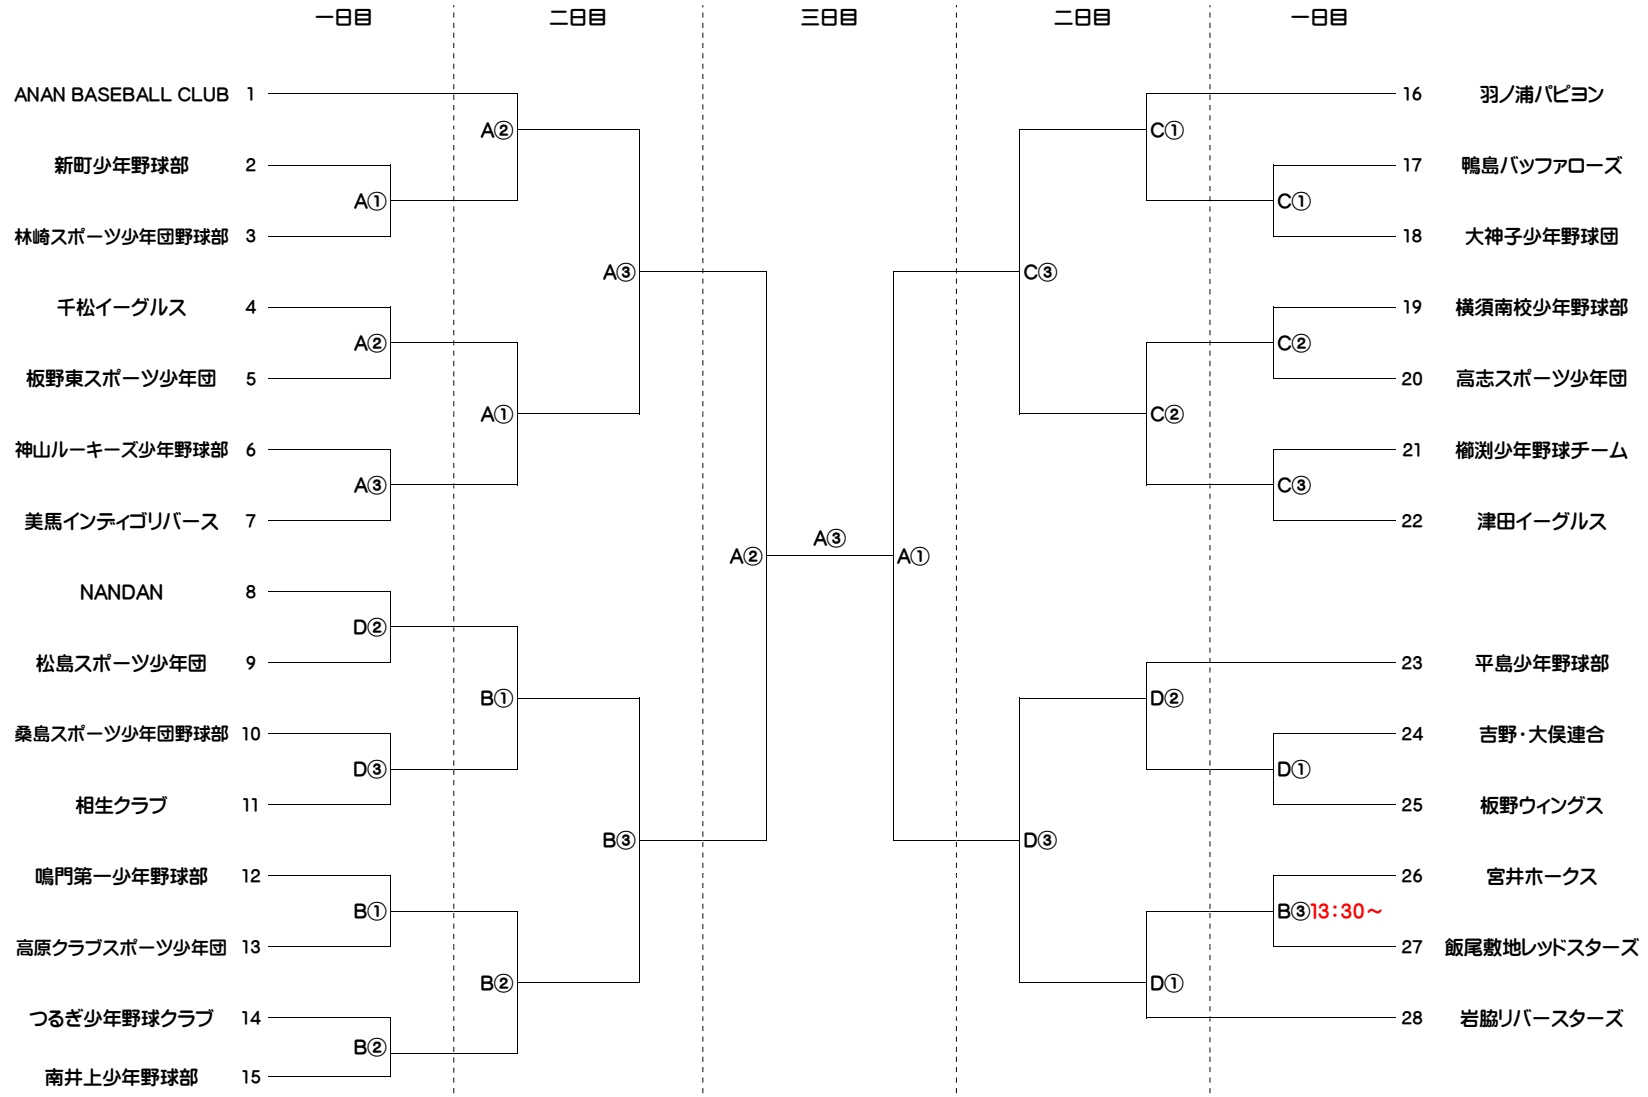 一日目 二日目 三日目 二日目 一日目
ANAN BASEBALL CLUB 1
新町少年野球部 2
林崎スポーツ少年団野球部 3
千松イーグルス 4
板野東スポーツ少年団 5
神山ルーキーズ少年野球部 6
美馬インディゴリバース 7
NANDAN 8
松島スポーツ少年団 9
桑島スポーツ少年団野球部 10
相生クラブ 11
鳴門第一少年野球部 12
高原クラブスポーツ少年団 13
つるぎ少年野球クラブ 14
南井上少年野球部 15
A①
A②
A③
D②
D③
B①
B②
A②
A①
B①
B②
A③
B③
A②
A③
A①
C③
D③
C①
C②
D②
D①
C①
C②
C③
D①
B③13:30～
16 羽ノ浦パピヨン
17 鴨島バッファローズ
18 大神子少年野球団
19 横須南校少年野球部
20 高志スポーツ少年団
21 櫛渕少年野球チーム
22 津田イーグルス
23 平島少年野球部
24 吉野・大俣連合
25 板野ウィングス
26 宮井ホークス
27 飯尾敷地レッドスターズ
28 岩脇リバースターズ